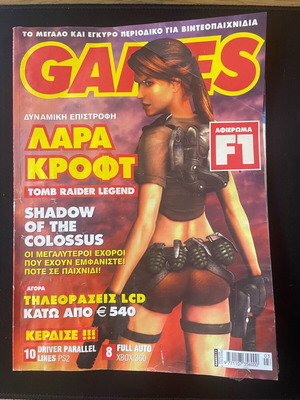 ΤΟ ΜΕΓΑΛΟ ΚΑΙ ΕΓΚΥΡΟ ΠΕΡΙΟΔΙΚΟ ΓΙΑ ΒΙΝΤΕΟΠΑΙΧΝΙΔΙΑ
GAMES
ΔΥΝΑΜΙΚΗ ΕΠΙΣΤΡΟΦΗ
ΛΑΡΑ
ΚΡΟΦΤ
TOMB RAIDER LEGEND
ΑΦΙΕΡΩΜΑ
F1
SHADOW
OF THE
COLOSSUS
ΟΙ ΜΕΓΑΛΥΤΕΡΟΙ ΕΧΘΡΟΙ
ΠΟΥ ΕΧΟΥΝ ΕΜΦΑΝΙΣΤΕΙ
ΠΟΤΕ ΣΕ ΠΑΙΧΝΙΔΙ!
ΑΓΟΡΑ
ΤΗΛΕΟΡΑΣΕΙΣ LCD
ΚΑΤΩ ΑΠΟ € 540
ΚΕΡΔΙΣΕ !!!
10 DRIVER PARALLEL LINES PS2
8 FULL AUTO XBOX 360